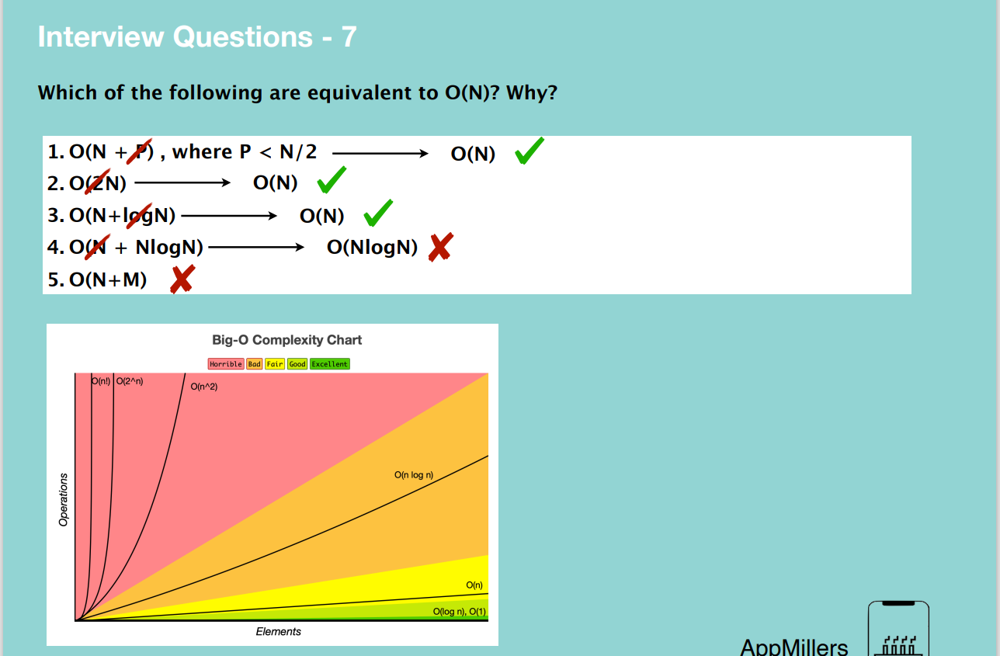 Interview Questions - 7
Which of the following are equivalent to O(N)? Why?
1. O(N + P) , where P < N/2 O(N)
2. O(2N) O(N)
3. O(N+logN) O(N)
4. O(N + NlogN) O(NlogN)
5. O(N+M)
Big-O Complexity Chart
Horrible Bad Fair Good Excellent
O(n!) O(2^n) O(n^2)
O(n log n)
O(n)
O(log n), O(1)
Operations
Elements
AppMillers